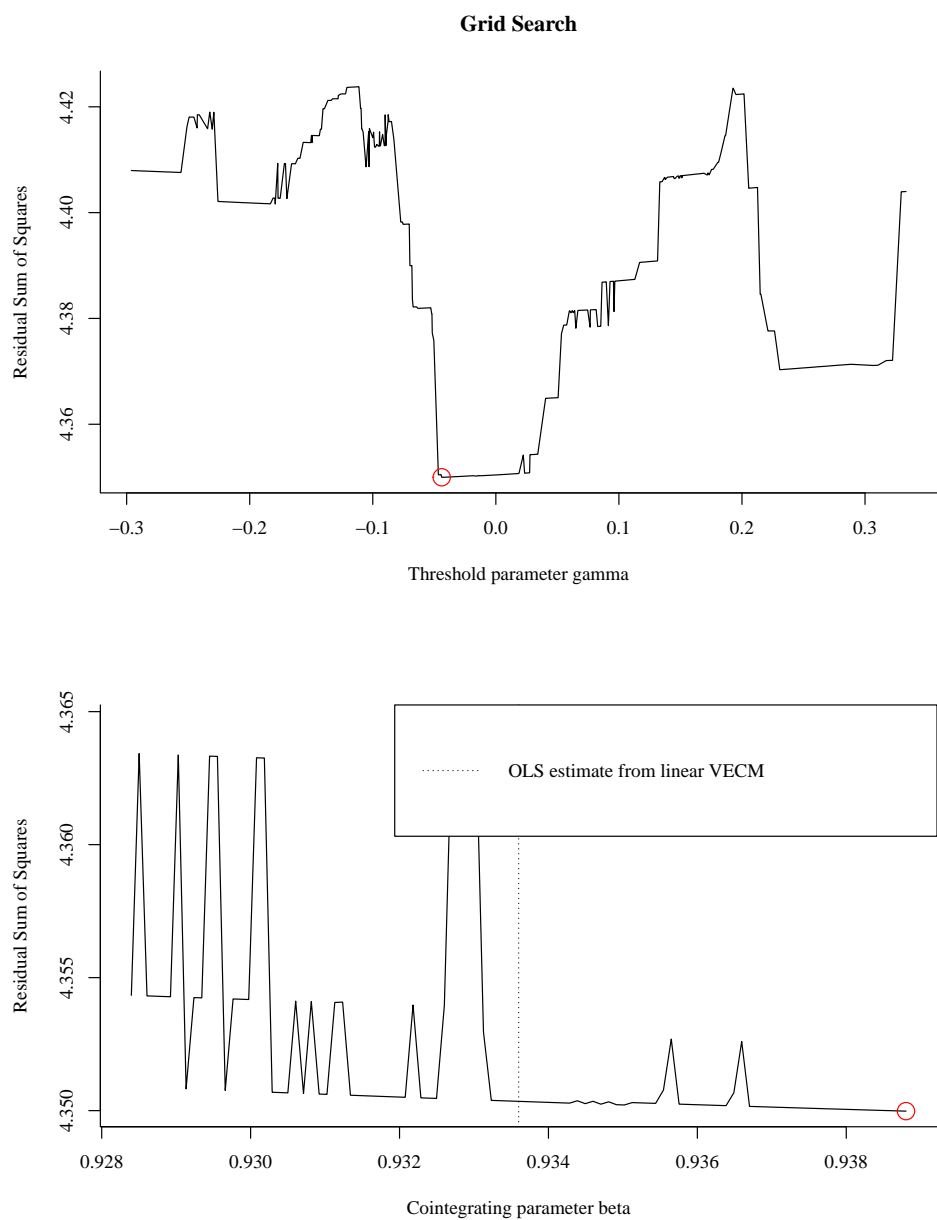 Grid Search
Residual Sum of Squares
4.42
4.40
4.38
4.36
−0.3 −0.2 −0.1 0.0 0.1 0.2 0.3
Threshold parameter gamma
Residual Sum of Squares
4.365
4.360
4.355
4.350
OLS estimate from linear VECM
0.928 0.930 0.932 0.934 0.936 0.938
Cointegrating parameter beta